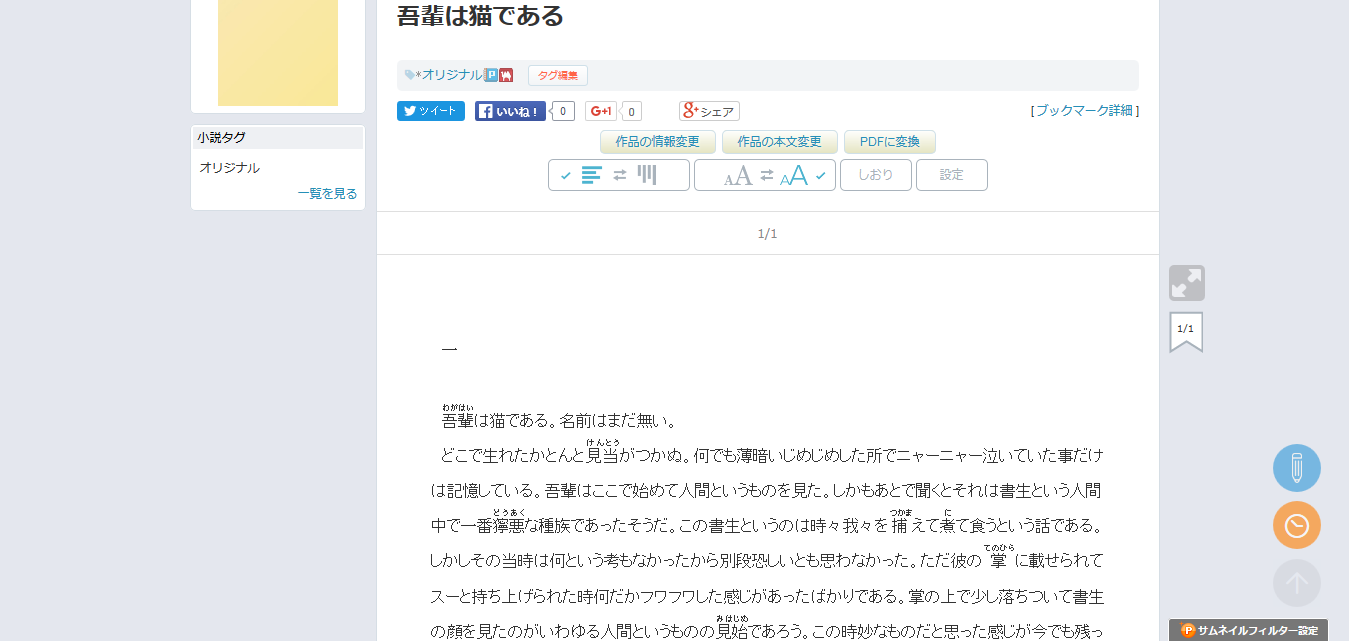 吾輩は猫である
*オリジナル
タグ編集
ツイート
いいね！ 0
G+1 0
g+ シェア
[ブックマーク詳細]
小説タグ
オリジナル
一覧を見る
作品の情報変更
作品の本文変更
PDFに変換
しおり
設定
1/1
1/1
一
わがはい
吾輩は猫である。名前はまだ無い。
けんとう
どこで生れたかとんと見当がつかぬ。何でも薄暗いじめじめした所でニャーニャー泣いていた事だけ
は記憶している。吾輩はここで始めて人間というものを見た。しかもあとで聞くとそれは書生という人間
どうあく つかま に
中で一番獰悪な種族であったそうだ。この書生というのは時々我々を捕えて煮て食うという話である。
てのひら
しかしその当時は何という考もなかったから別段恐しいとも思わなかった。ただ彼の掌に載せられて
スーと持ち上げられた時何だかフワフワした感じがあったばかりである。掌の上で少し落ちついて書生
みはじめ
の顔を見たのがいわゆる人間というものの見始であろう。この時妙なものだと思った感じが今でも残っ
サムネイルフィルター設定